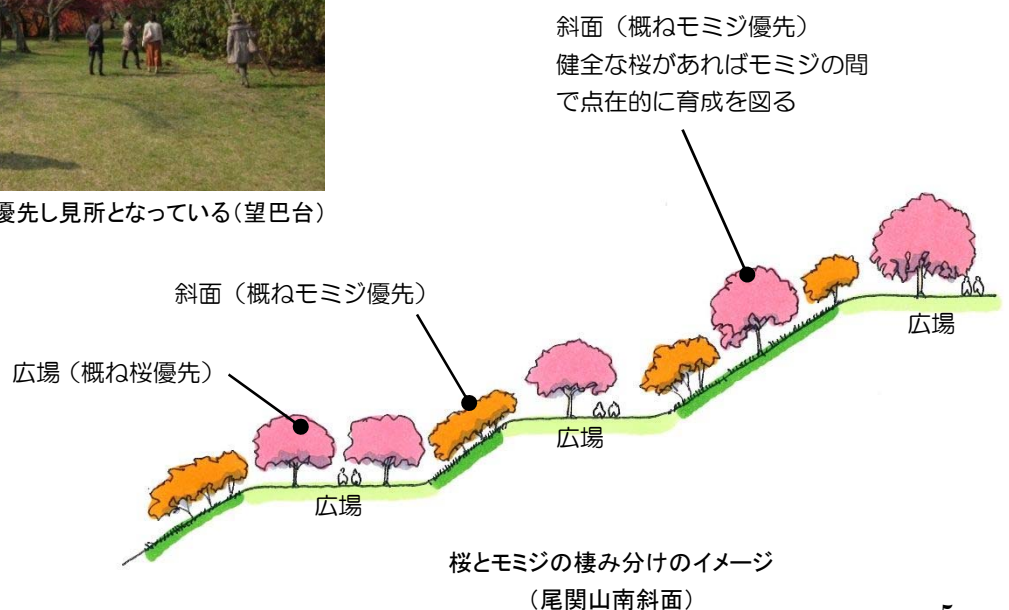 斜面（概ねモミジ優先）
健全な桜があればモミジの間
で点在的に育成を図る
優先し見所となっている（望巴台）
斜面（概ねモミジ優先）
広場（概ね桜優先）
広場
広場
広場
桜とモミジの棲み分けのイメージ
（尾関山南斜面）